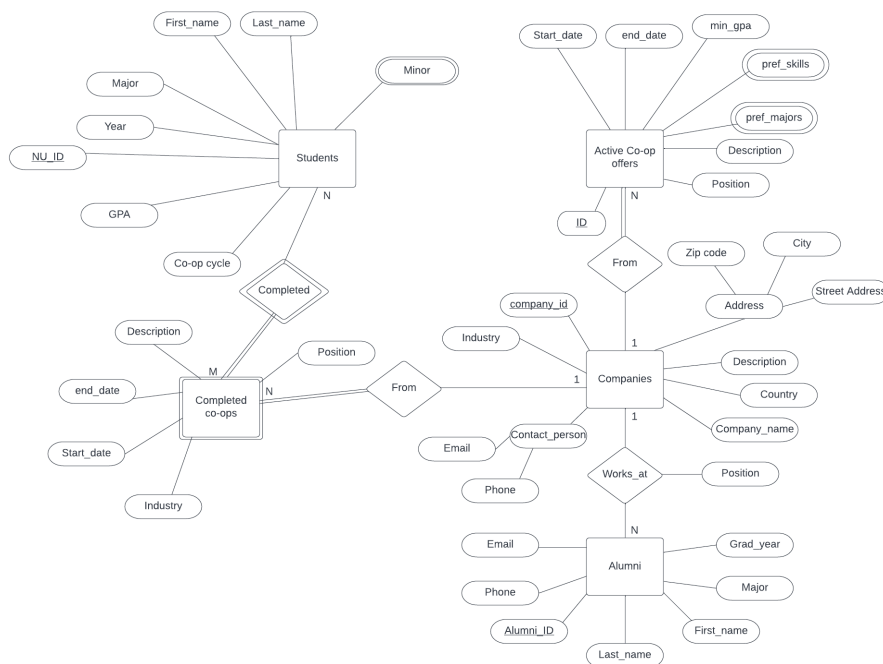 First_name
Last_name
Start_date
end_date
min_gpa
Minor
pref_skills
Major
pref_majors
Year
NU_ID
Students
Active Co-op
offers
Description
Position
N
N
GPA
ID
Co-op cycle
Zip code
City
From
Completed
company_id
Address
Street Address
Description
Industry
1
Position
M
Companies
Description
end_date
N
From
1
Completed
co-ops
Country
1
Company_name
Start_date
Email
Contact_person
Works_at
Position
Phone
Industry
N
Email
Grad_year
Alumni
Phone
Major
Alumni_ID
First_name
Last_name